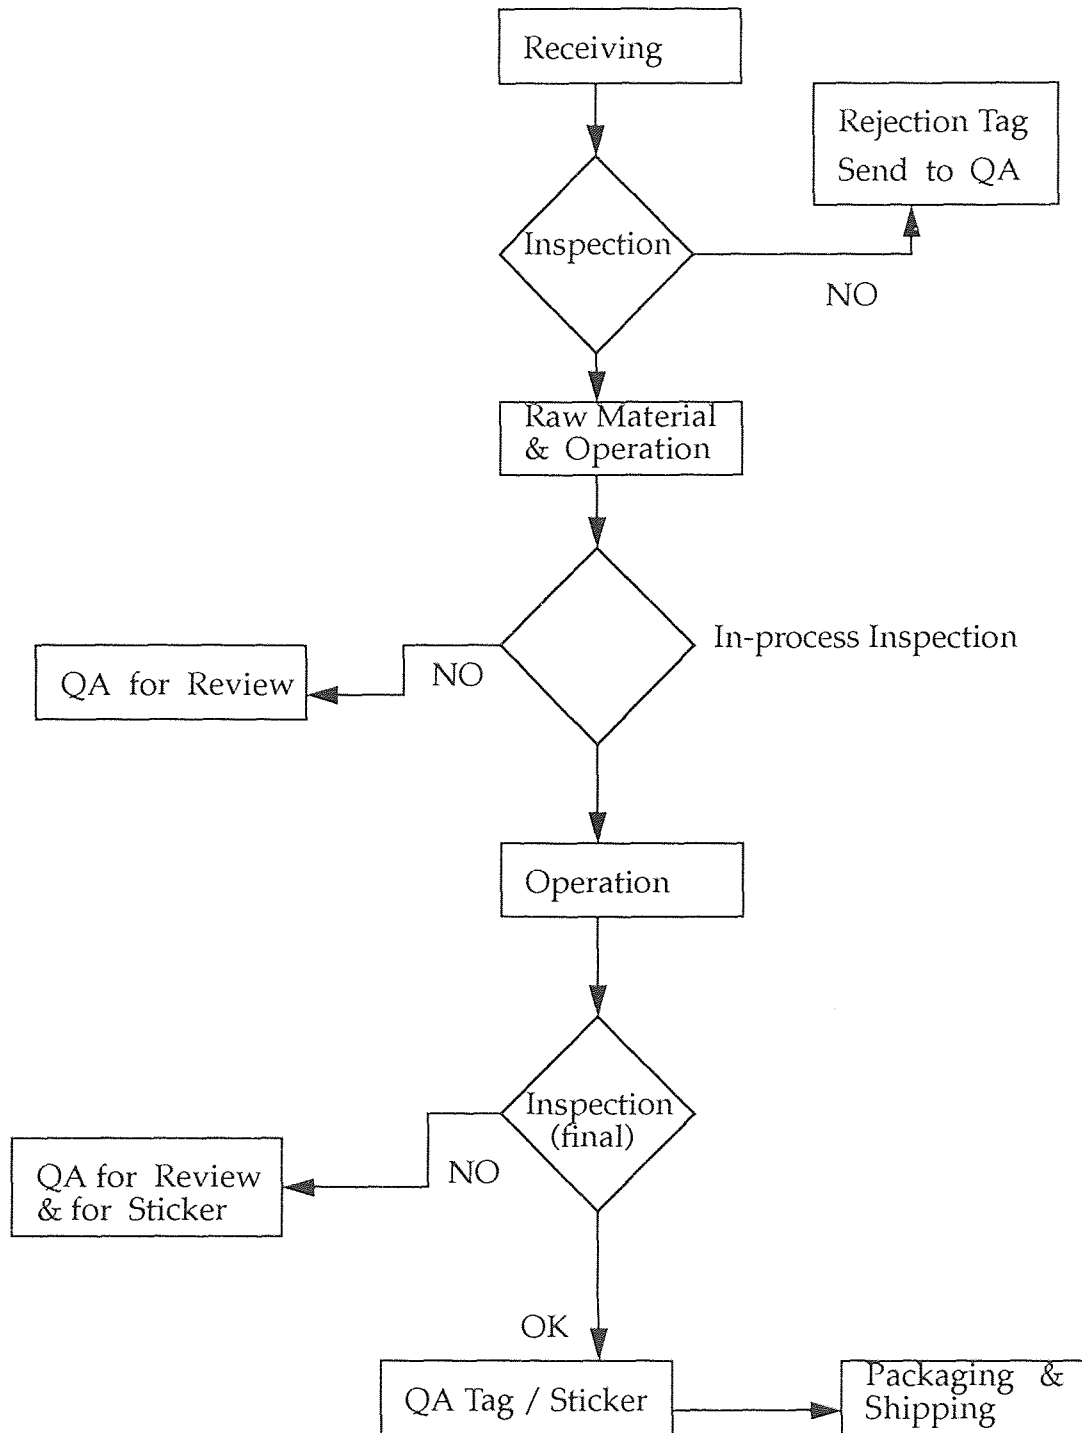 Receiving
Rejection Tag
Send to QA
Inspection
NO
Raw Material
& Operation
In-process Inspection
NO
QA for Review
Operation
Inspection
(final)
NO
QA for Review
& for Sticker
OK
QA Tag / Sticker
Packaging &
Shipping